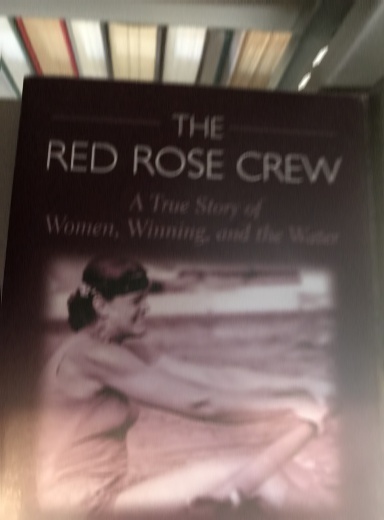 THE
RED ROSE CREW
A True Story of
Women, Winning, and the Water